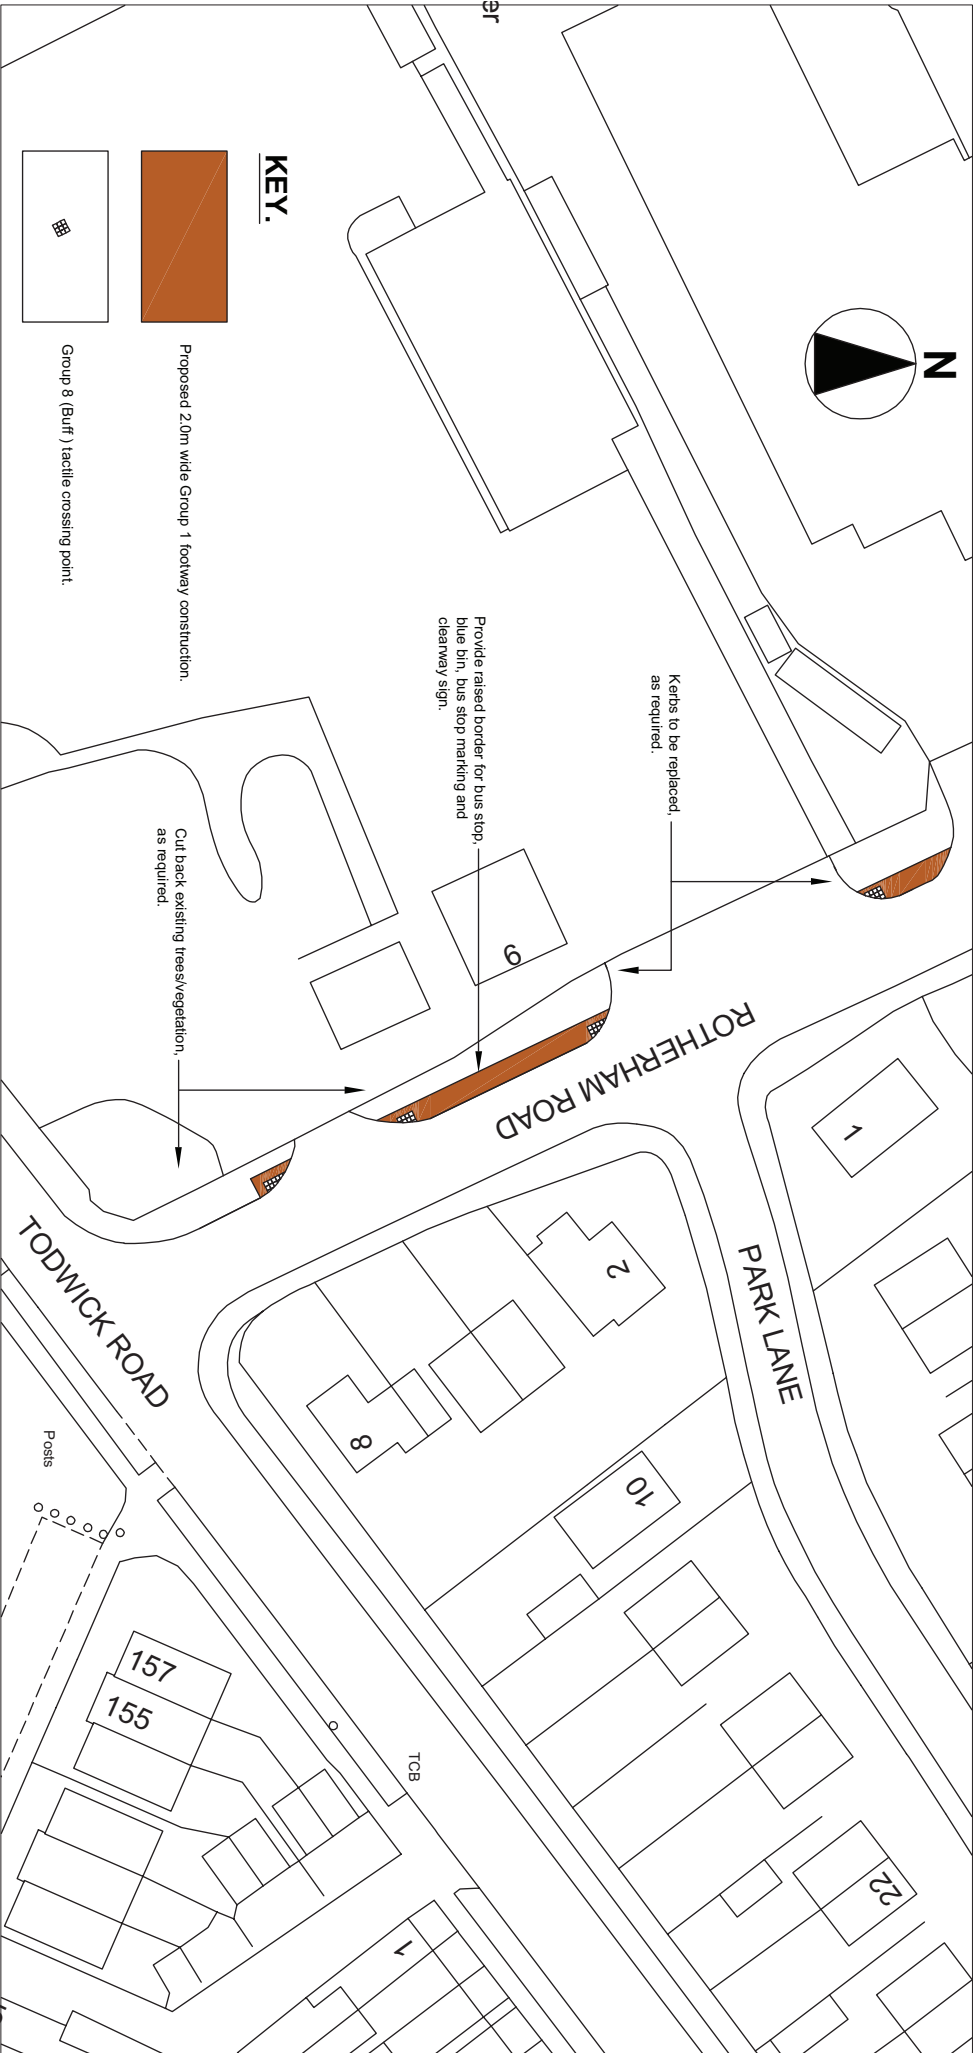 er
N
KEY.
Proposed 2.0m wide Group 1 footway construction.
Group 8 (Buff ) tactile crossing point.
Kerbs to be replaced,
as required.
Provide raised border for bus stop,
blue bin, bus stop marking and
clearway sign.
Cut back existing trees/vegetation,
as required.
9
ROTHERHAM ROAD
1
2
PARK LANE
TODWICK ROAD
8
10
Posts
157
155
TCB
22
1